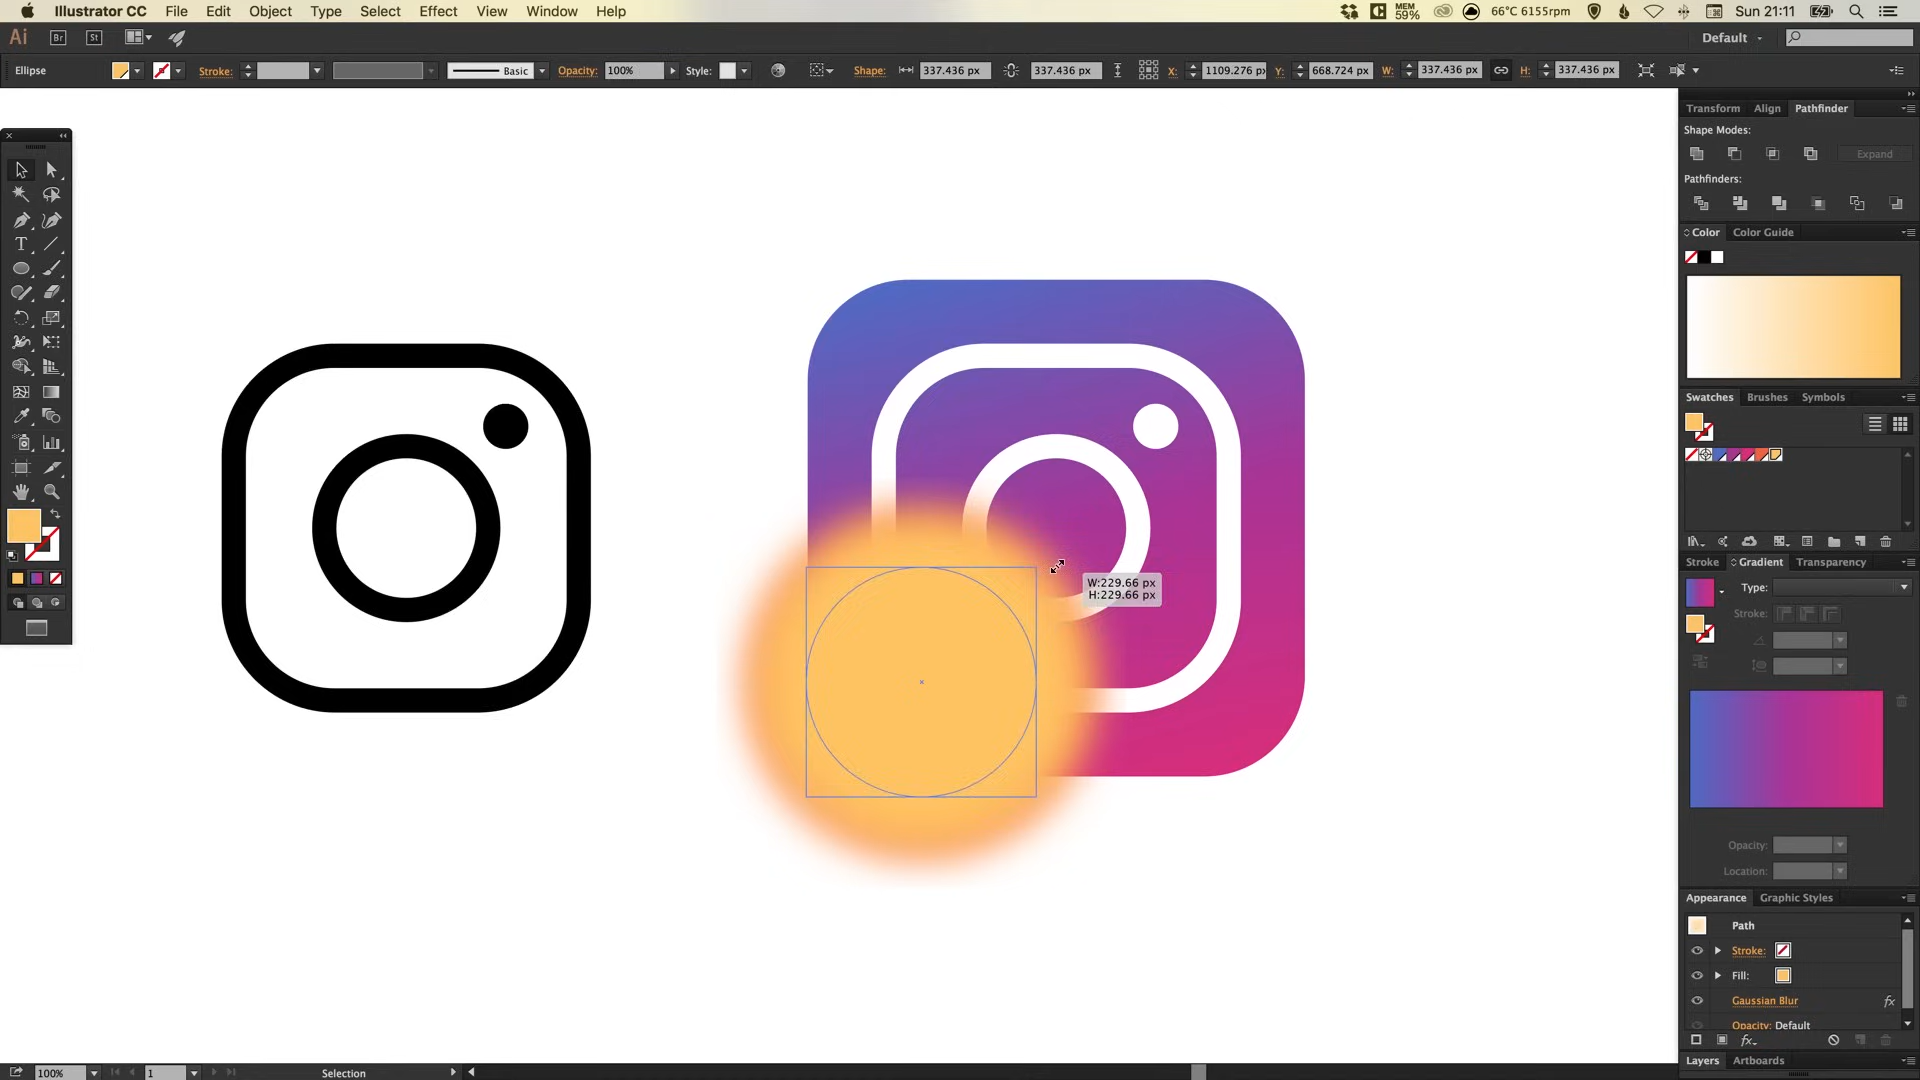 Illustrator CC File Edit Object Type Select Effect View Window Help
MEM
59%
66°C 6155rpm
Sun 21:11
Ai Br St
Default
Ellipse Stroke: Basic Opacity: 100% Style: Shape: 337.436 px 337.436 px X: 1109.276 px Y: 668.724 px W: 337.436 px H: 337.436 px
Transform Align Pathfinder
Shape Modes:
Expand
Pathfinders:
Color Color Guide
Swatches Brushes Symbols
T
Stroke Gradient Transparency
Type:
Stroke:
W:229.66 px
H:229.66 px
Opacity:
Location:
Appearance Graphic Styles
Path
Stroke:
Fill:
Gaussian Blur fx
Opacity: Default
fx
Layers Artboards
100% 1 Selection